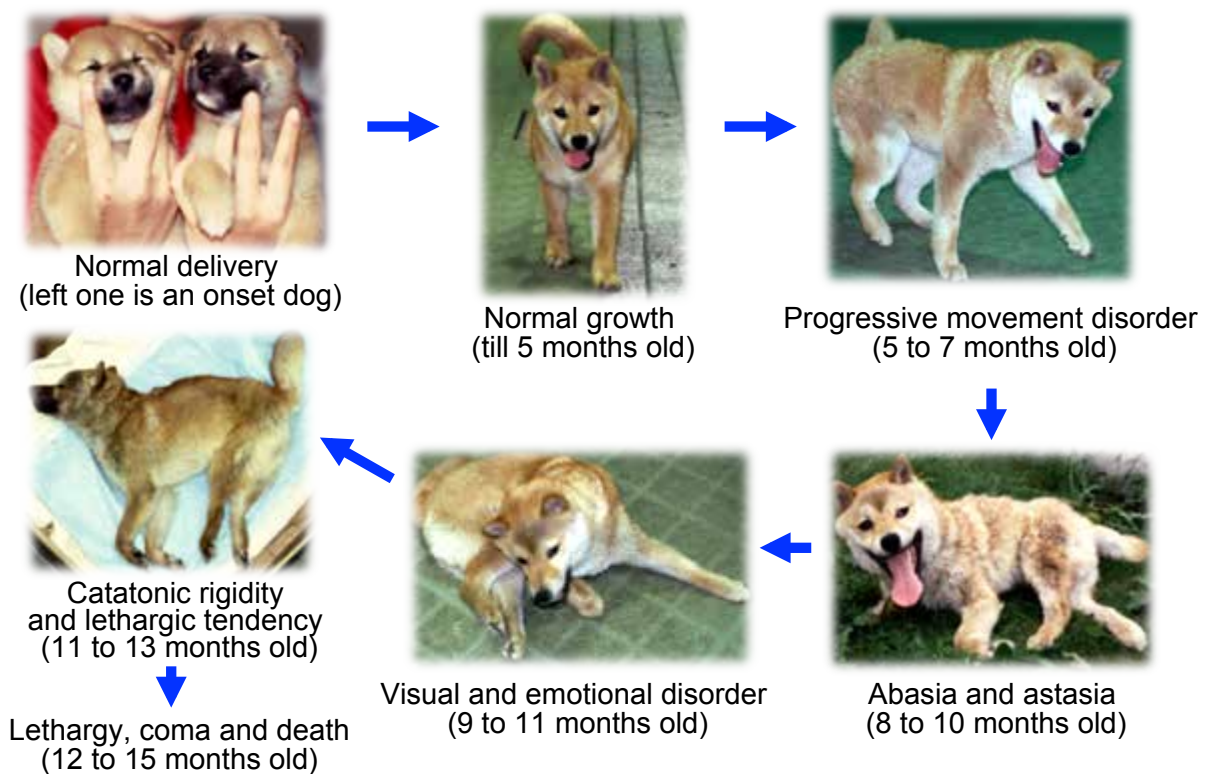 Normal delivery
(left one is an onset dog)
Normal growth
(till 5 months old)
Progressive movement disorder
(5 to 7 months old)
Abasia and astasia
(8 to 10 months old)
Visual and emotional disorder
(9 to 11 months old)
Catatonic rigidity
and lethargic tendency
(11 to 13 months old)
Lethargy, coma and death
(12 to 15 months old)